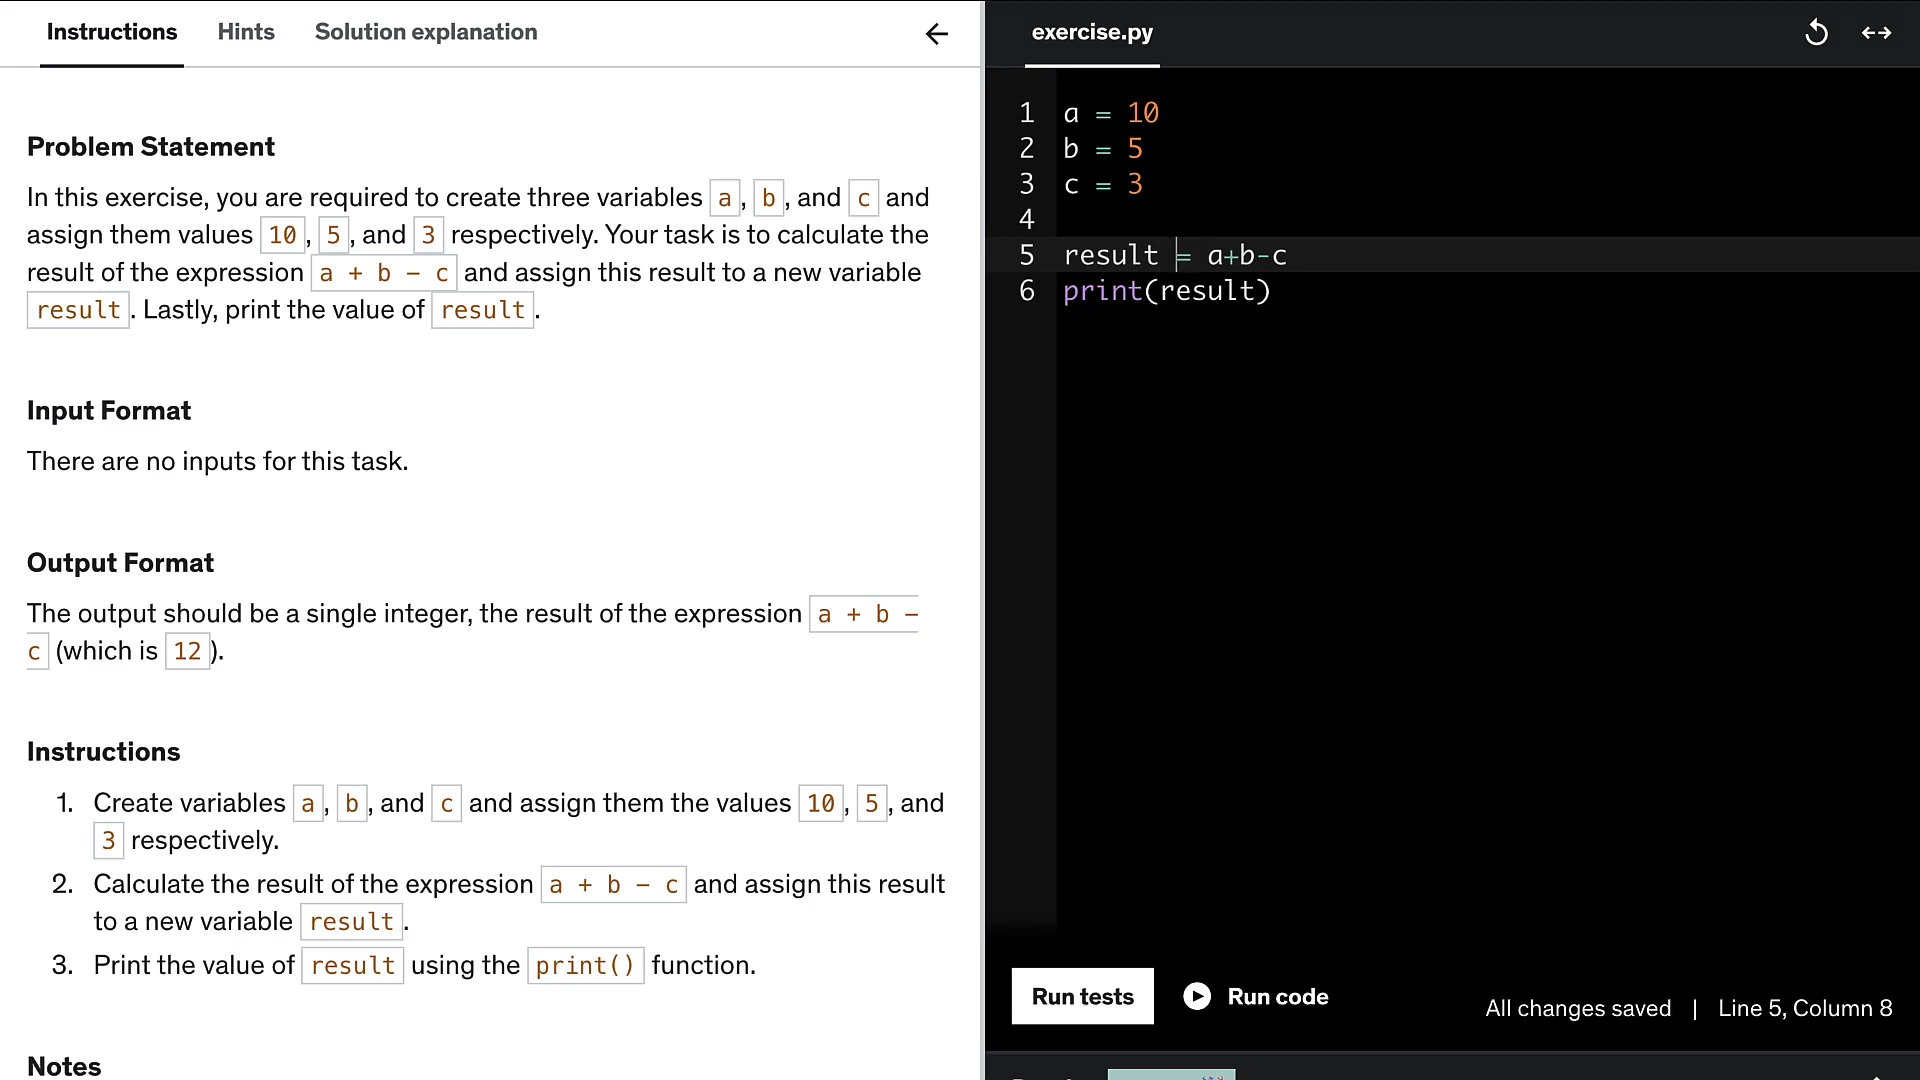 Instructions Hints Solution explanation ←
Problem Statement
In this exercise, you are required to create three variables a, b, and c and
assign them values 10, 5, and 3 respectively. Your task is to calculate the
result of the expression a + b - c and assign this result to a new variable
result. Lastly, print the value of result.
Input Format
There are no inputs for this task.
Output Format
The output should be a single integer, the result of the expression a + b -
c (which is 12).
Instructions
1. Create variables a, b, and c and assign them the values 10, 5, and
3 respectively.
2. Calculate the result of the expression a + b - c and assign this result
to a new variable result.
3. Print the value of result using the print() function.
Notes
exercise.py
1 a = 10
2 b = 5
3 c = 3
4
5 result = a+b-c
6 print(result)
Run tests Run code All changes saved | Line 5, Column 8